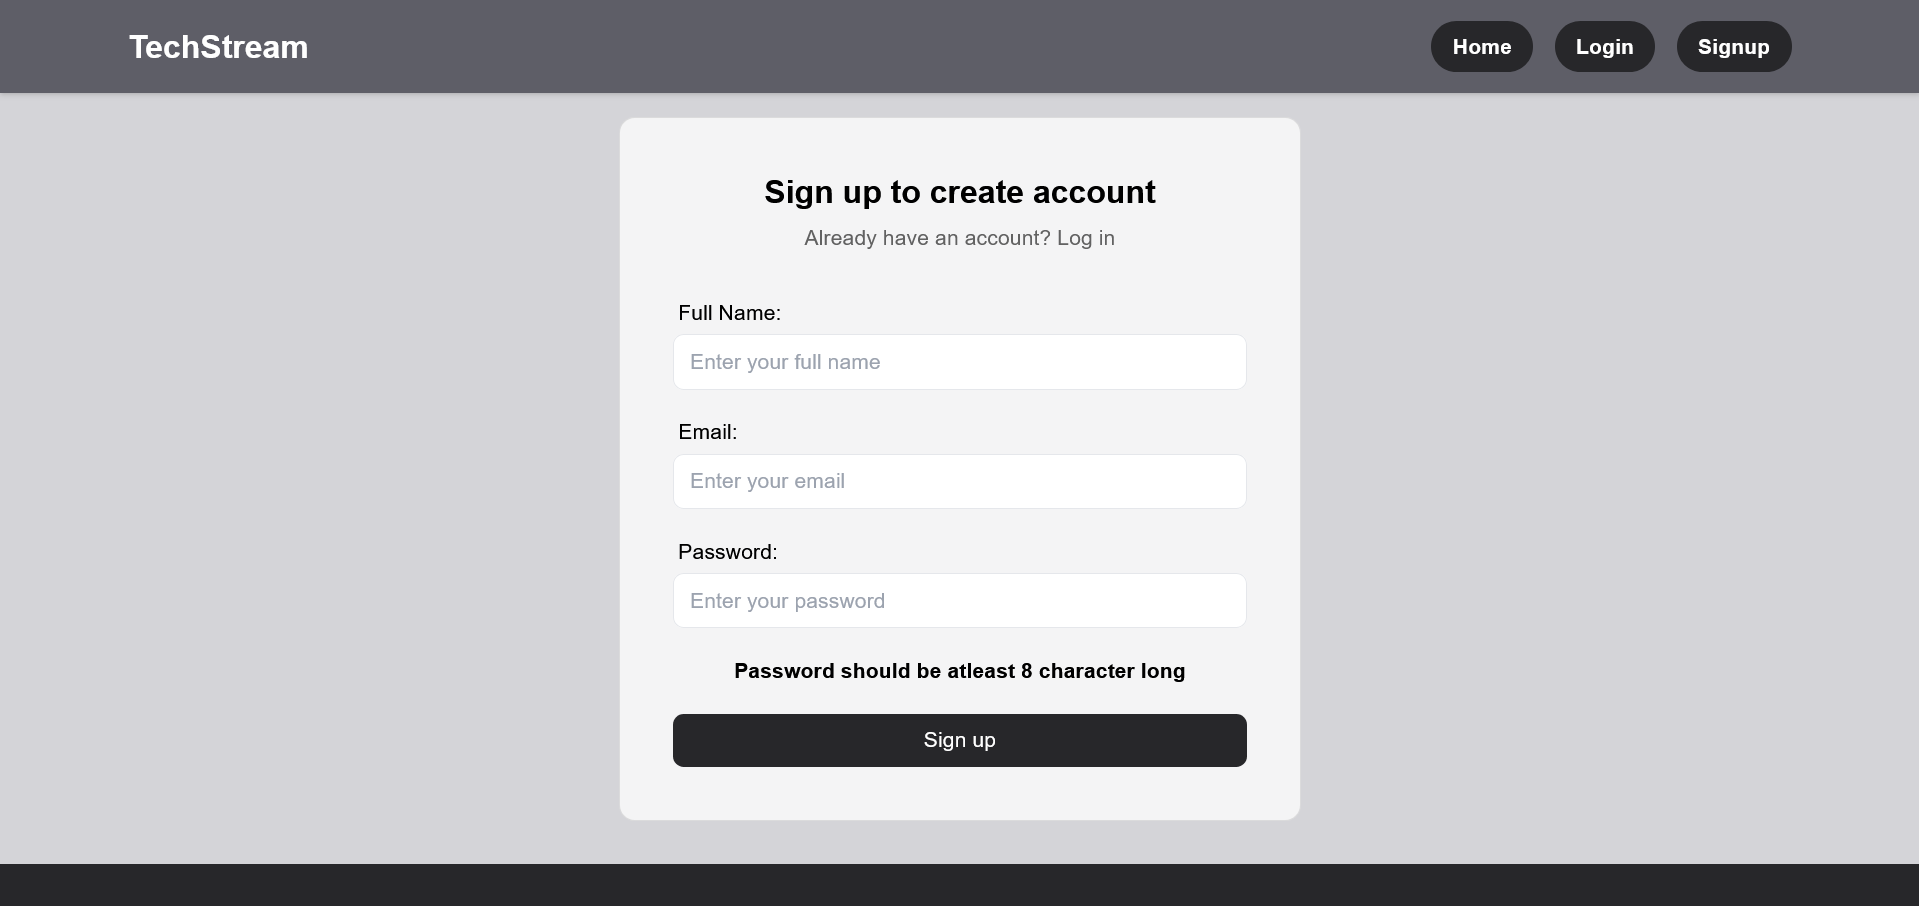 TechStream
Home
Login
Signup
Sign up to create account
Already have an account? Log in
Full Name:
Enter your full name
Email:
Enter your email
Password:
Enter your password
Password should be atleast 8 character long
Sign up